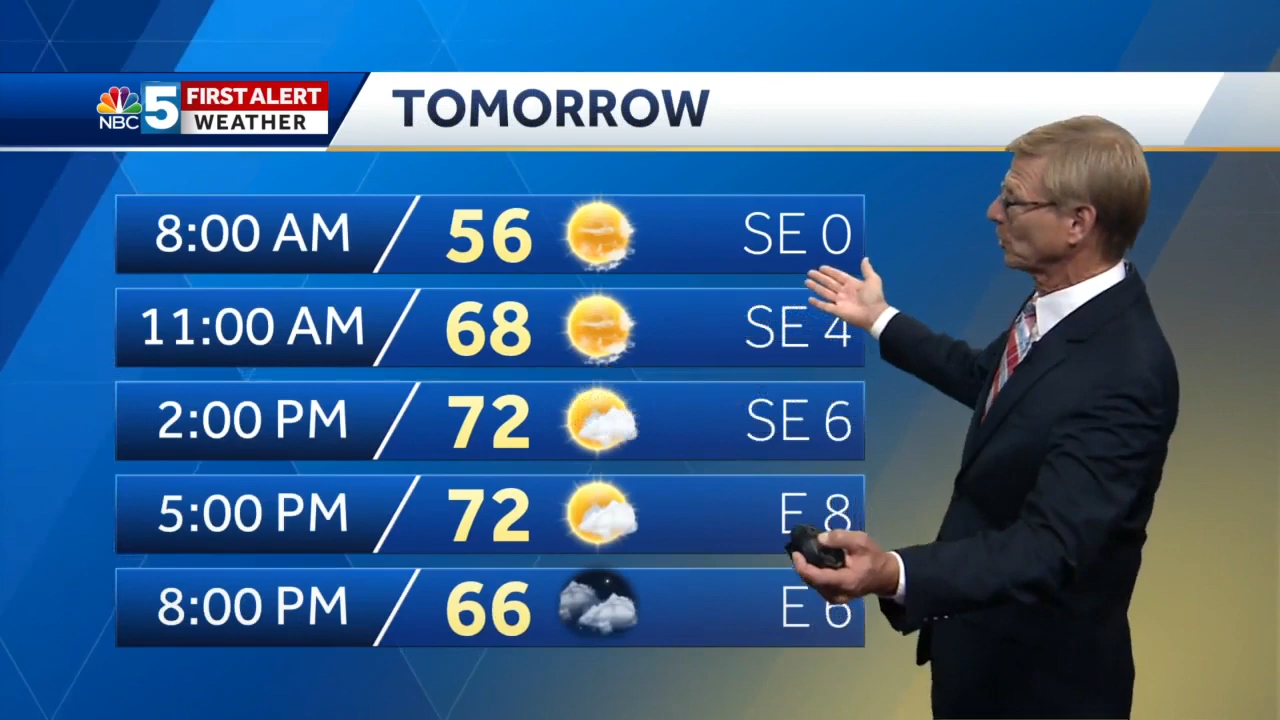 NBC 5 FIRST ALERT WEATHER
TOMORROW
8:00 AM 56 SE 0
11:00 AM 68 SE 4
2:00 PM 72 SE 6
5:00 PM 72 E 8
8:00 PM 66 E 6